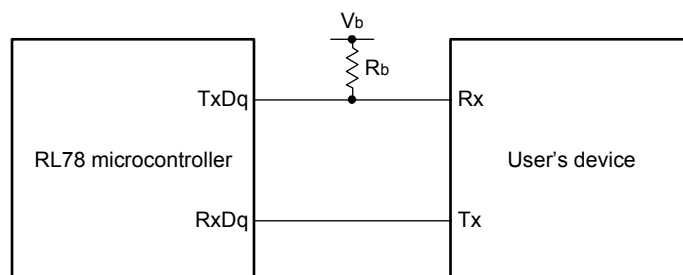 Vb
Rb
TxDq
Rx
RL78 microcontroller
User's device
RxDq
Tx